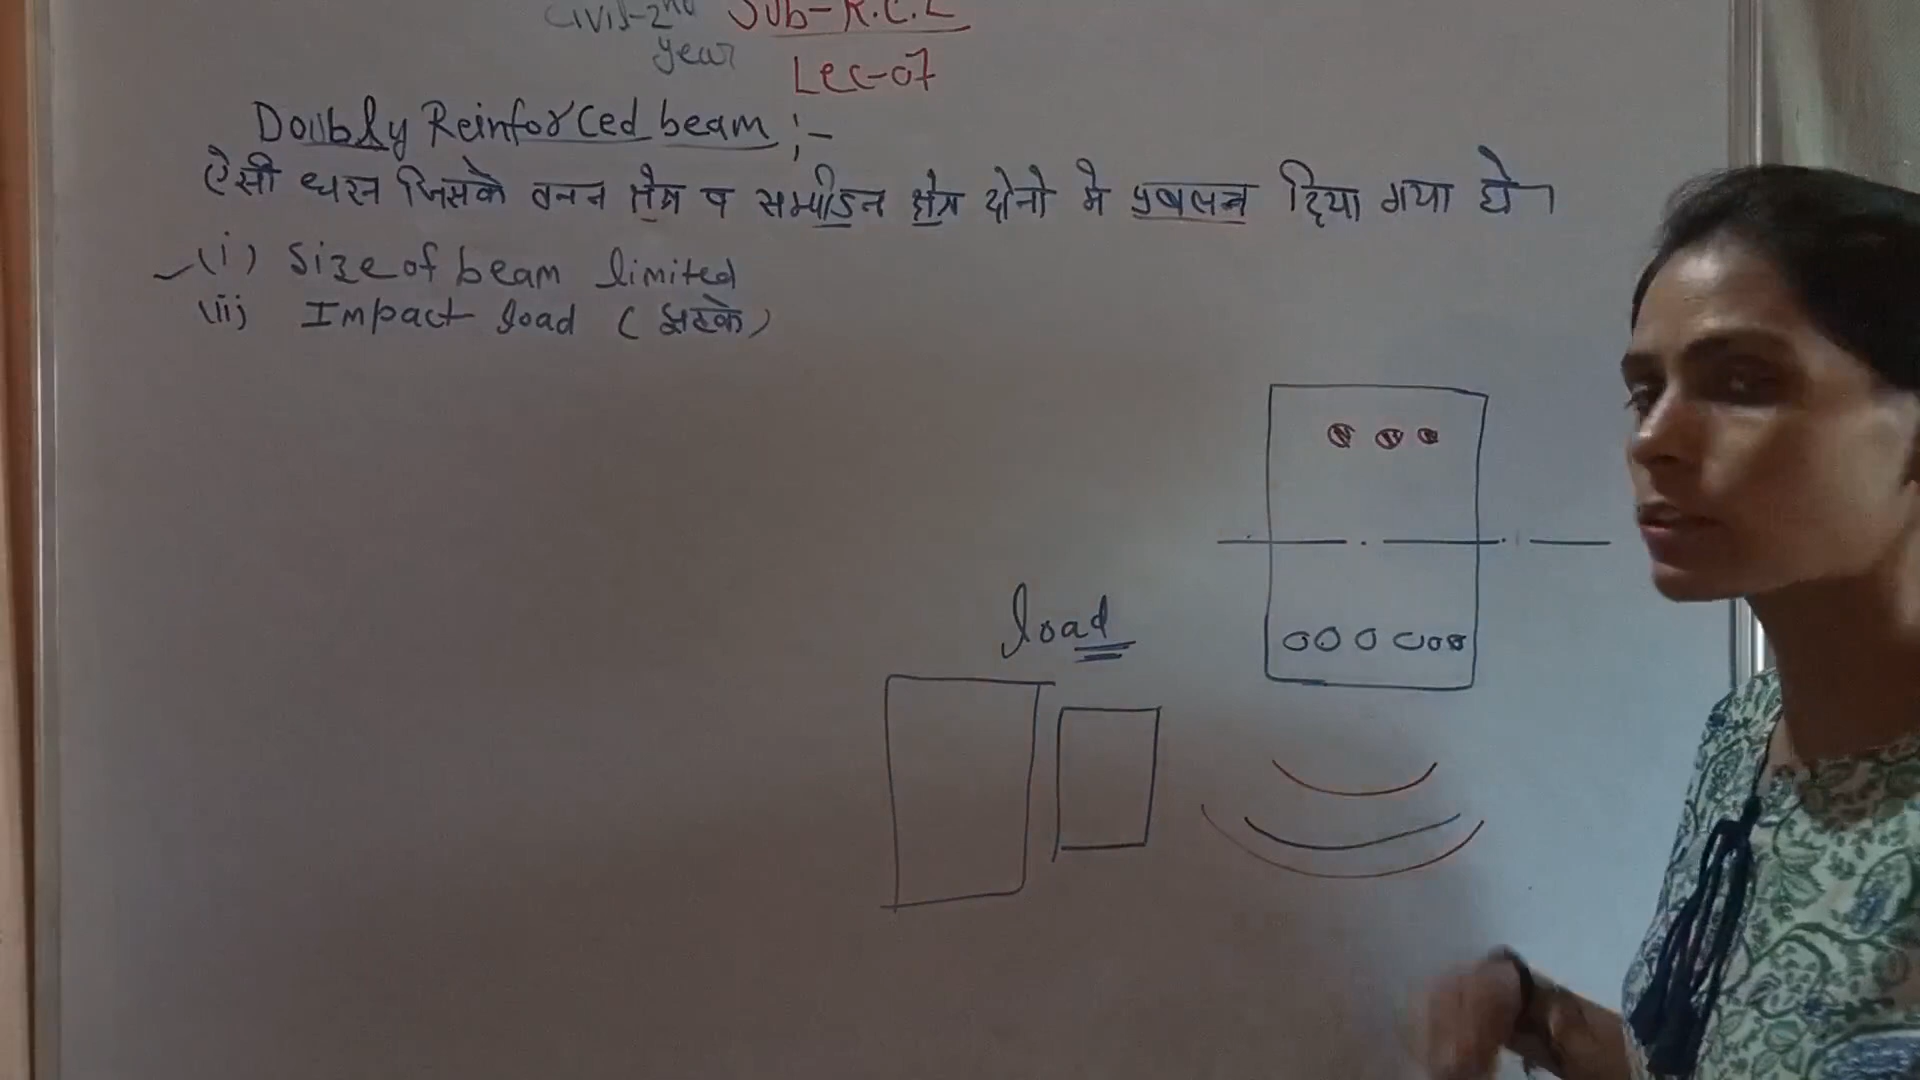 Civil-2nd year
Sub-R.C.C
Lec-07
Doubly Reinforced beam :-
ऐसी धरन जिसके तनन क्षेत्र व सम्पीडन क्षेत्र दोनो मे प्रबलन दिया गया हो।
(i) Size of beam limited
(ii) Impact load (झटके)
load